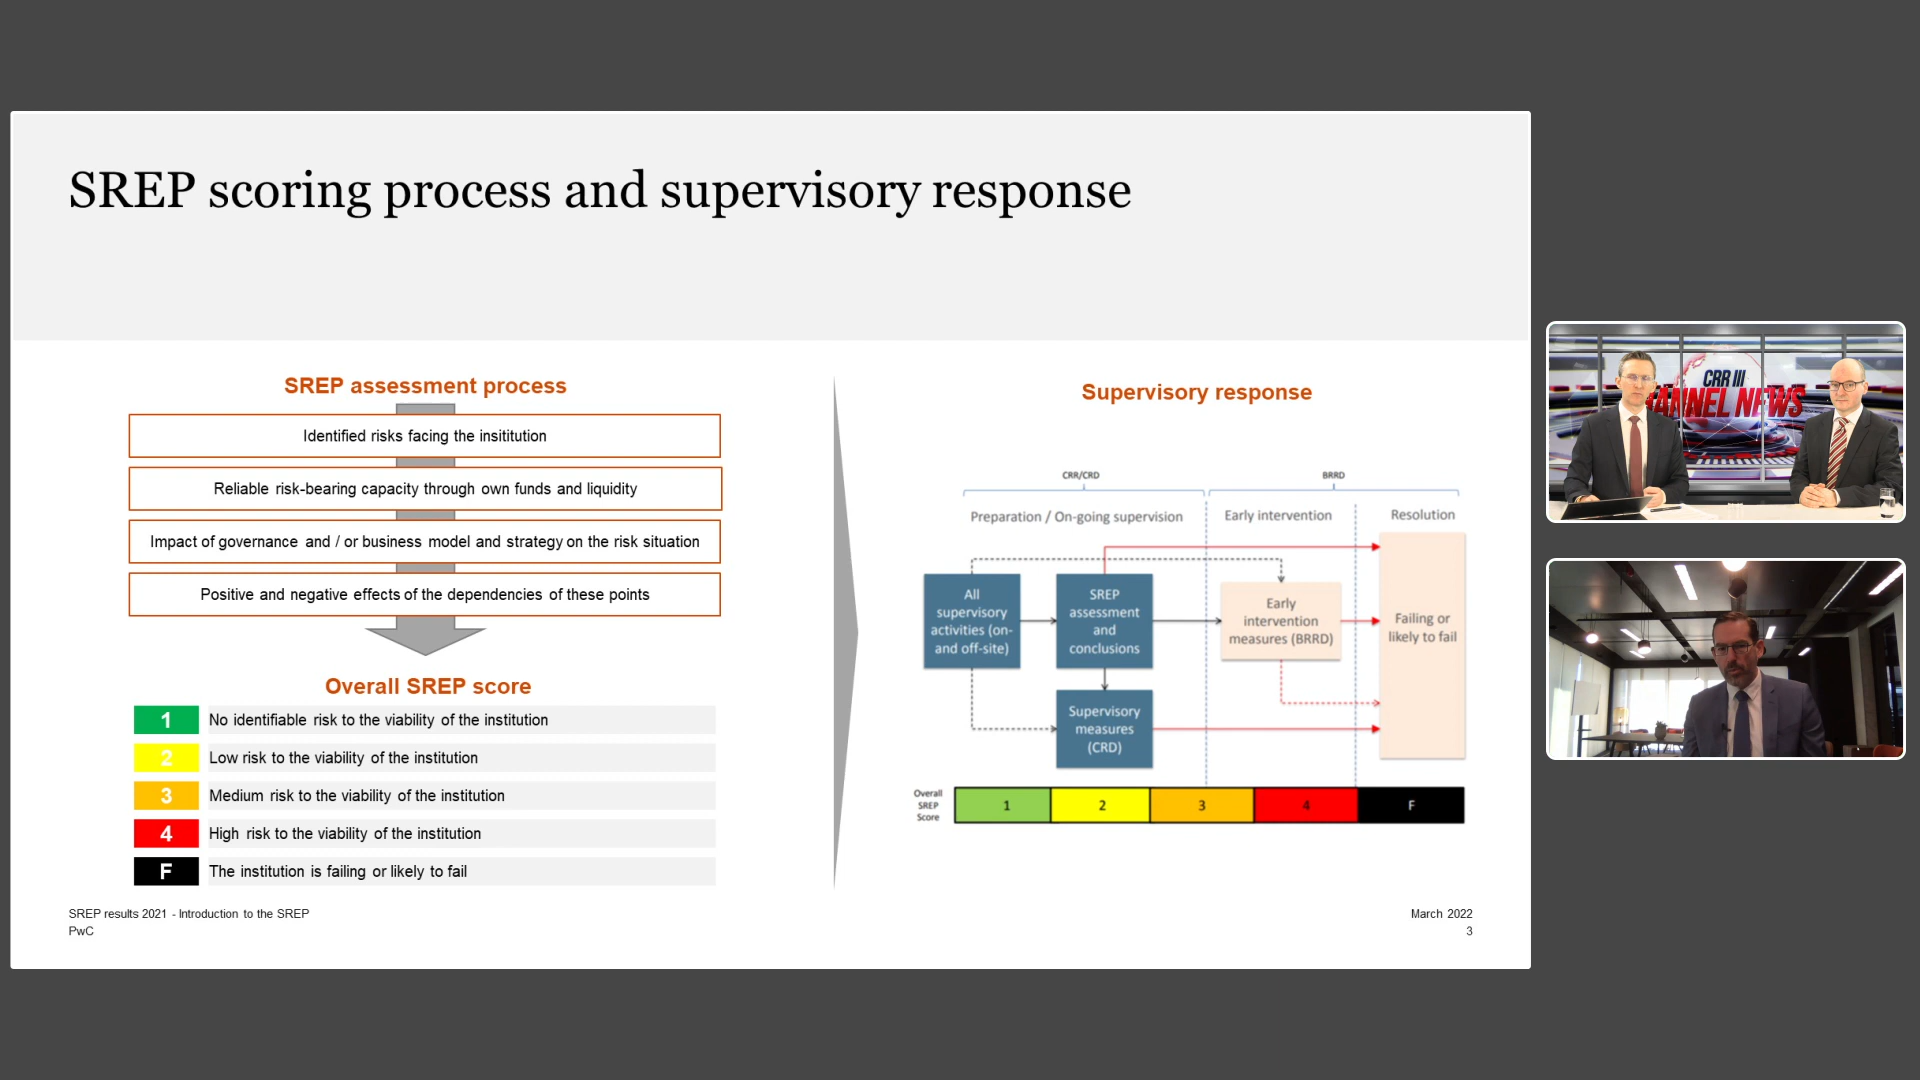 SREP scoring process and supervisory response
SREP assessment process
Identified risks facing the insititution
Reliable risk-bearing capacity through own funds and liquidity
Impact of governance and / or business model and strategy on the risk situation
Positive and negative effects of the dependencies of these points
Overall SREP score
1 No identifiable risk to the viability of the institution
2 Low risk to the viability of the institution
3 Medium risk to the viability of the institution
4 High risk to the viability of the institution
F The institution is failing or likely to fail
Supervisory response
CRR/CRD
BRRD
Preparation / On-going supervision
Early intervention
Resolution
All
supervisory
activities (on-
and off-site)
SREP
assessment
and
conclusions
Early
intervention
measures (BRRD)
Failing or
likely to fail
Supervisory
measures
(CRD)
Overall
SREP
Score
1 2 3 4 F
SREP results 2021 - Introduction to the SREP
PwC
March 2022
3
CRR III
HANNEL NEWS